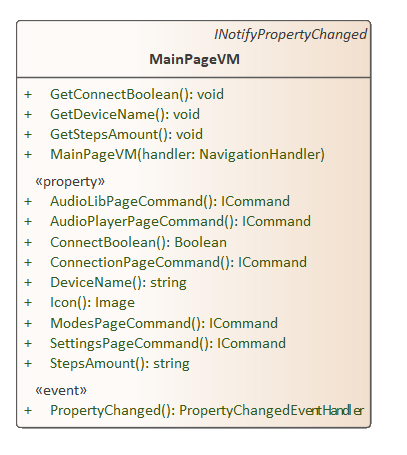 INotifyPropertyChanged
MainPageVM
+ GetConnectBoolean(): void
+ GetDeviceName(): void
+ GetStepsAmount(): void
+ MainPageVM(handler: NavigationHandler)
«property»
+ AudioLibPageCommand(): ICommand
+ AudioPlayerPageCommand(): ICommand
+ ConnectBoolean(): Boolean
+ ConnectionPageCommand(): ICommand
+ DeviceName(): string
+ Icon(): Image
+ ModesPageCommand(): ICommand
+ SettingsPageCommand(): ICommand
+ StepsAmount(): string
«event»
+ PropertyChanged(): PropertyChangedEventHandler